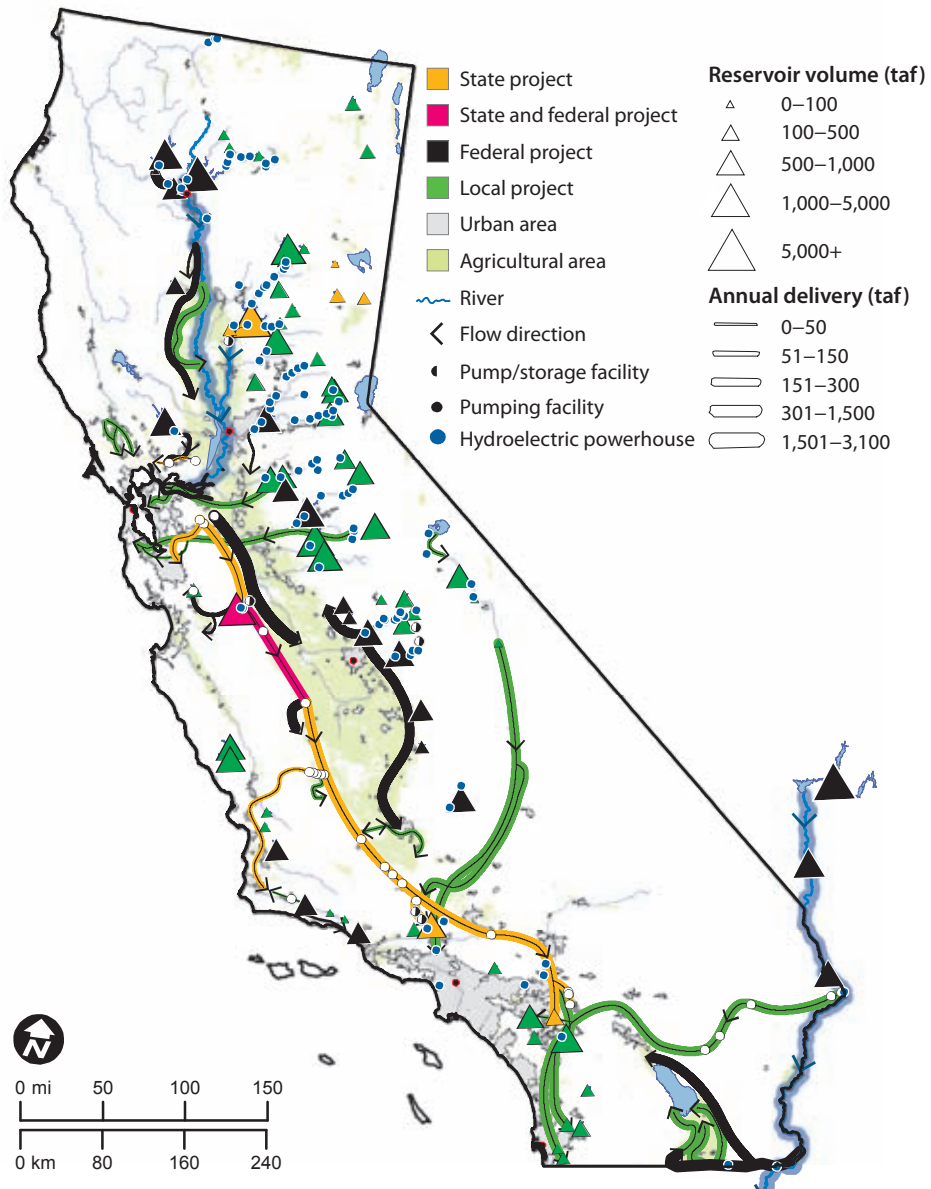 State project
State and federal project
Federal project
Local project
Urban area
Agricultural area
River
Flow direction
Pump/storage facility
Pumping facility
Hydroelectric powerhouse
Reservoir volume (taf)
0–100
100–500
500–1,000
1,000–5,000
5,000+
Annual delivery (taf)
0–50
51–150
151–300
301–1,500
1,501–3,100
N
0 mi 50 100 150
0 km 80 160 240